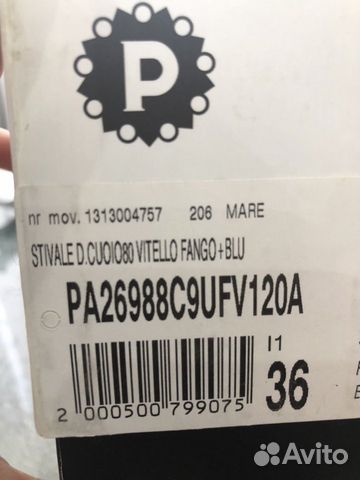 P
nr mov. 1313004757 206 MARE
STIVALE D.CUOIO80 VITELLO FANGO+BLU
PA26988C9UFV120A
I1
36
2 000500 799075
Avito